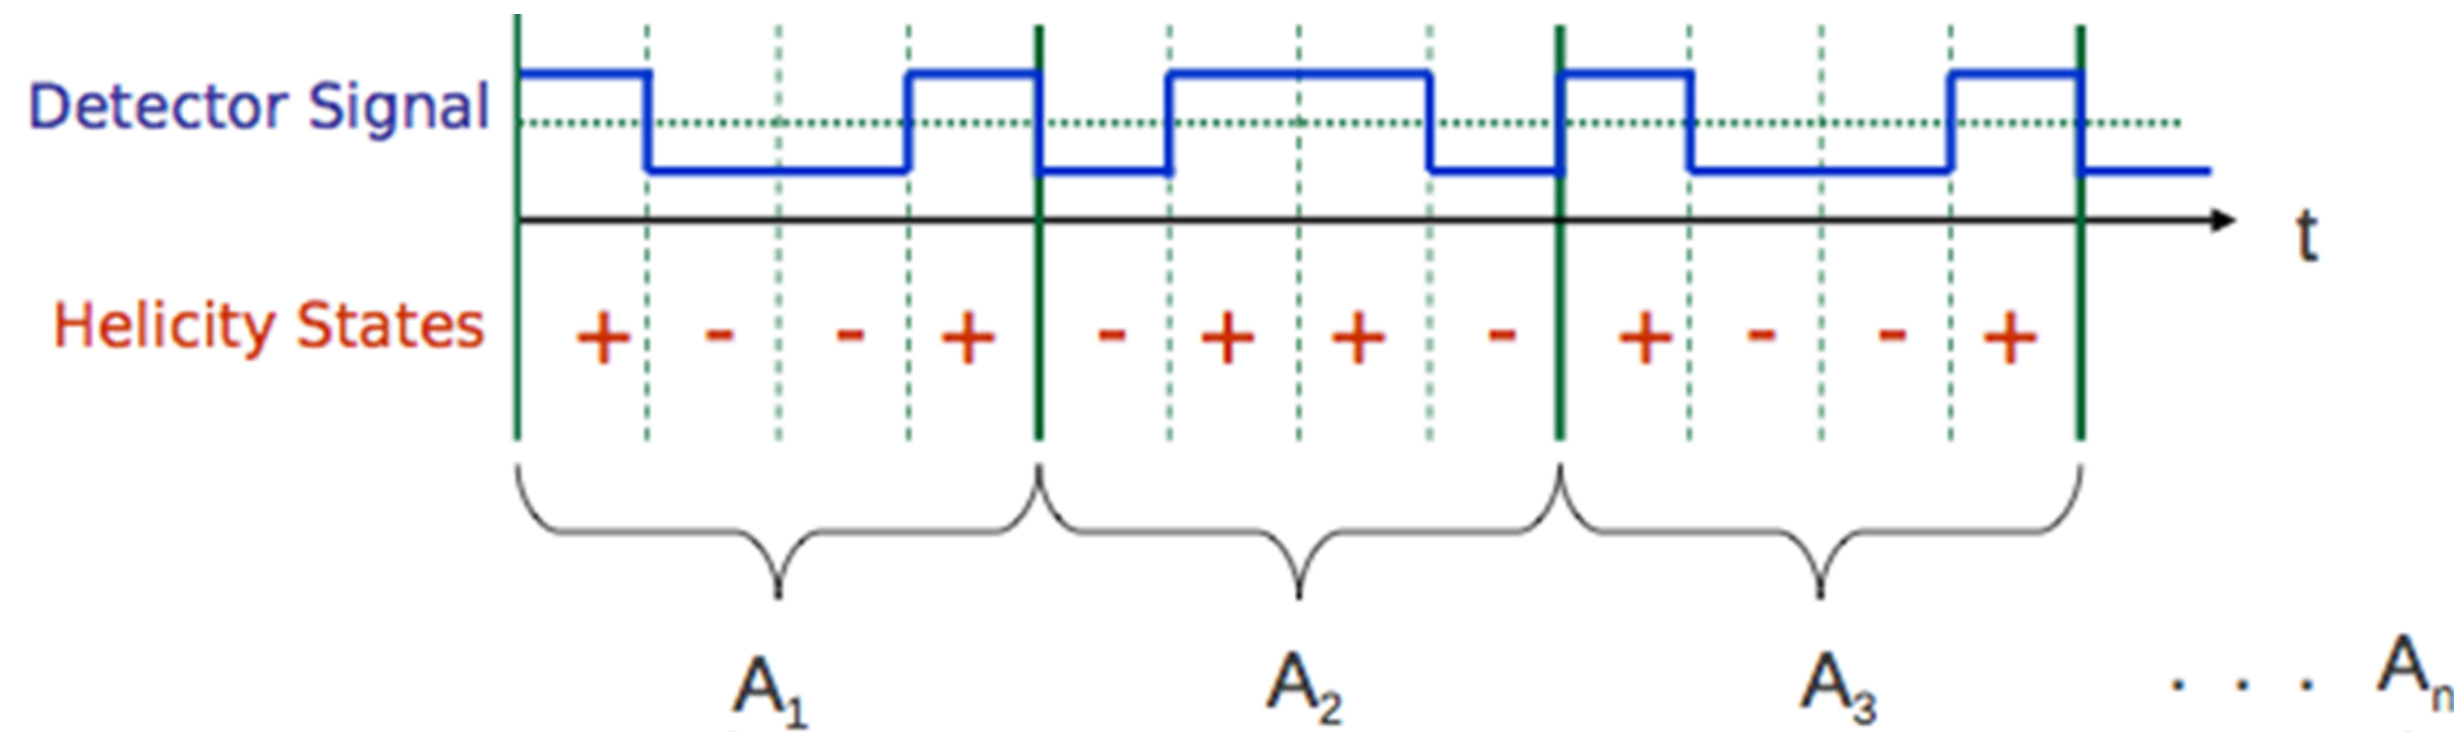 Detector Signal
t
Helicity States + - - + - + + - + - - +
A1 A2 A3 . . . An